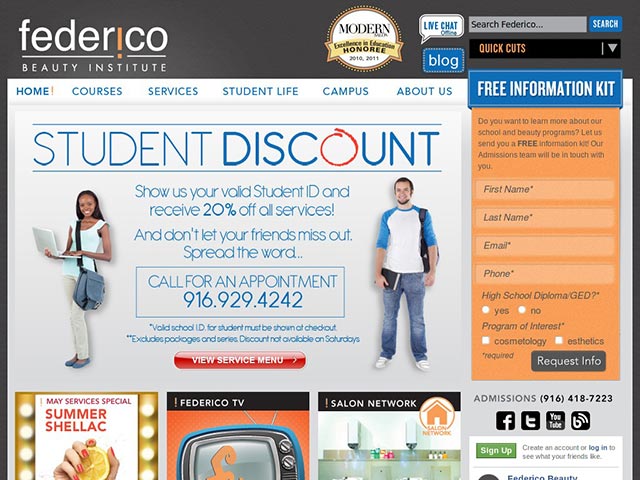 feder!co
BEAUTY INSTITUTE
MODERN
SALON
Excellence in Education
HONOREE
2010, 2011
LIVE CHAT
Offline
blog
Search Federico...
SEARCH
QUICK CUTS
HOME!
COURSES
SERVICES
STUDENT LIFE
CAMPUS
ABOUT US
STUDENT DISCOUNT
Show us your valid Student ID and
receive 20% off all services!
And don't let your friends miss out.
Spread the word...
CALL FOR AN APPOINTMENT
916.929.4242
*Valid school I.D. for student must be shown at checkout.
**Excludes packages and series. Discount not available on Saturdays
VIEW SERVICE MENU
FREE INFORMATION KIT
Do you want to learn more about our
school and beauty programs? Let us
send you a FREE information kit! Our
Admissions team will be in touch with
you.
First Name*
Last Name*
Email*
Phone*
High School Diploma/GED?*
yes no
Program of Interest*
cosmetology esthetics
*required
Request Info
ADMISSIONS (916) 418-7223
You
Tube
! MAY SERVICES SPECIAL
SUMMER
SHELLAC
! FEDERICO TV
! SALON NETWORK
SALON
NETWORK
Sign Up
Create an account or log in to
see what your friends like.
Federico Beauty